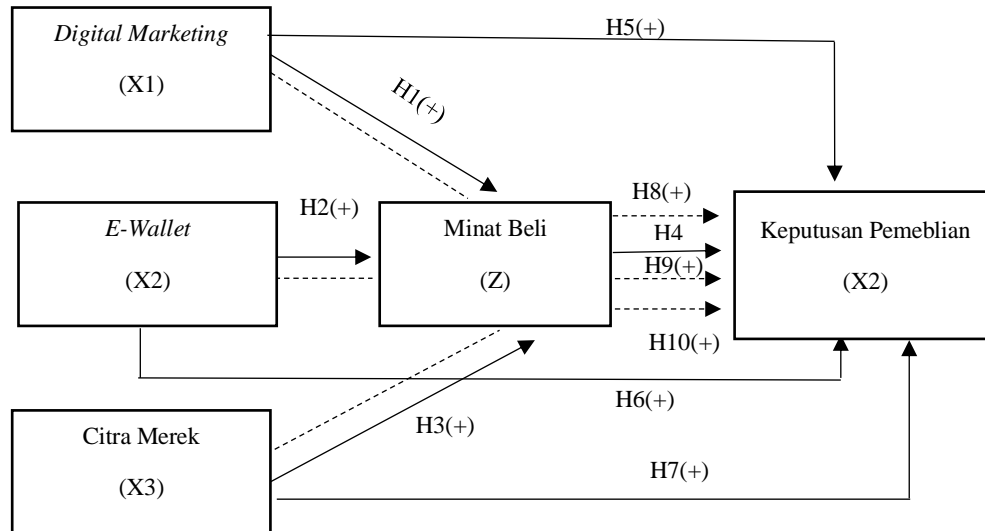 Digital Marketing
(X1)
H5(+)
H1(+)
E-Wallet
(X2)
H2(+)
Minat Beli
(Z)
H8(+)
H4
H9(+)
H10(+)
Keputusan Pemeblian
(X2)
H6(+)
H3(+)
Citra Merek
(X3)
H7(+)